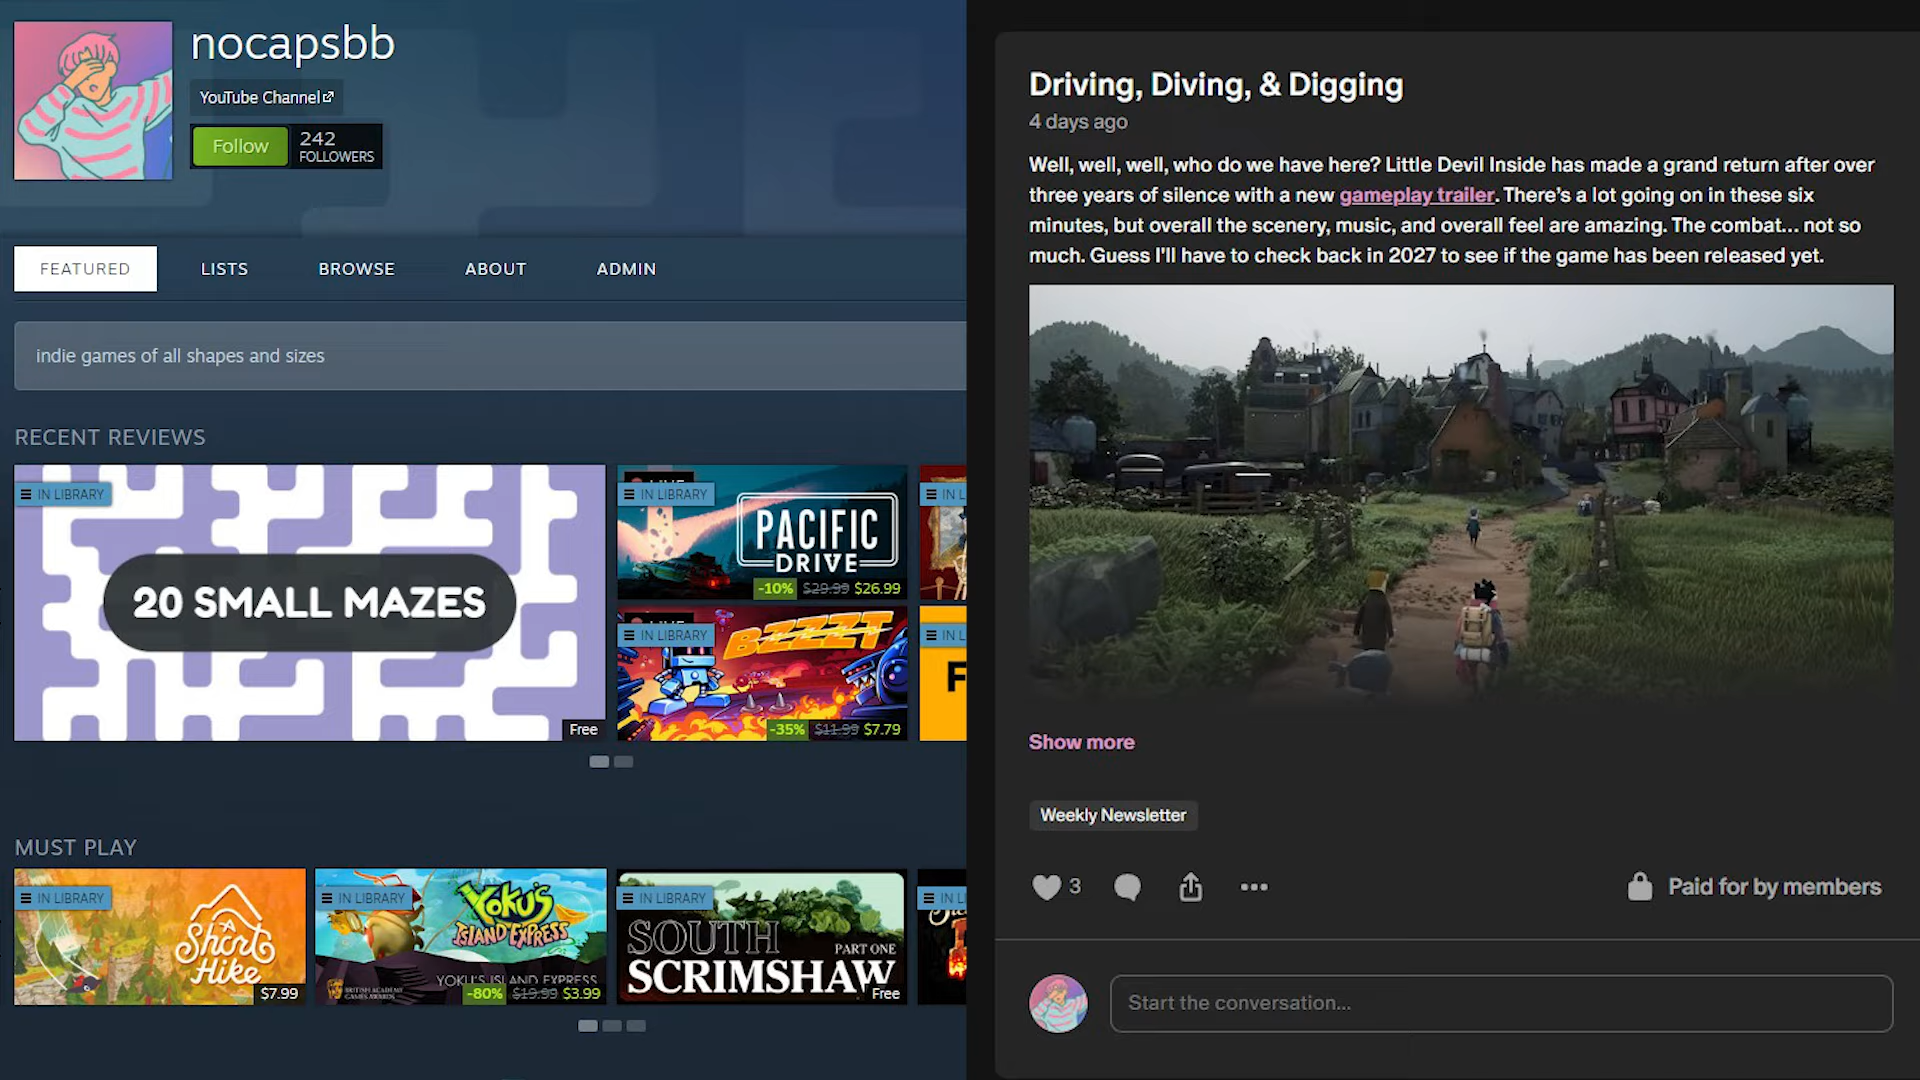 nocapsbb
YouTube Channel
Follow
242
FOLLOWERS
FEATURED
LISTS
BROWSE
ABOUT
ADMIN
indie games of all shapes and sizes
RECENT REVIEWS
IN LIBRARY
20 SMALL MAZES
Free
IN LIBRARY
PACIFIC
DRIVE
-10% $29.99 $26.99
IN LIBRARY
BZZZT
-35% $11.99 $7.79
IN L
IN L
F
MUST PLAY
IN LIBRARY
A
Short
Hike
$7.99
IN LIBRARY
YOKU'S
ISLAND EXPRESS
YOKU'S ISLAND EXPRESS
BRITISH ACADEMY
GAMES AWARDS
-80% $19.99 $3.99
IN LIBRARY
SOUTH
PART ONE
SCRIMSHAW
Free
IN L
Driving, Diving, & Digging
4 days ago
Well, well, well, who do we have here? Little Devil Inside has made a grand return after over
three years of silence with a new gameplay trailer. There's a lot going on in these six
minutes, but overall the scenery, music, and overall feel are amazing. The combat... not so
much. Guess I'll have to check back in 2027 to see if the game has been released yet.
Show more
Weekly Newsletter
3
Paid for by members
Start the conversation...